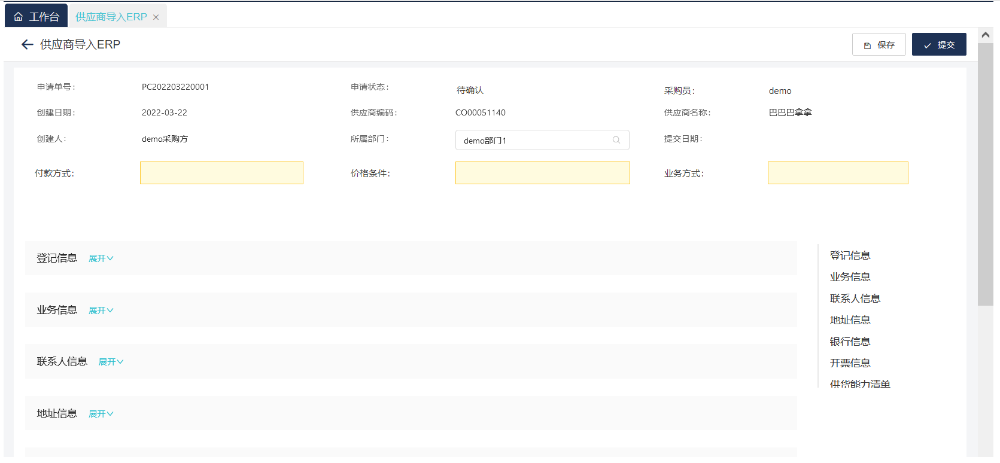 工作台 供应商导入ERP
供应商导入ERP 保存 提交
申请单号： PC202203220001 申请状态： 待确认 采购员： demo
创建日期： 2022-03-22 供应商编码： CO00051140 供应商名称： 巴巴巴拿拿
创建人： demo采购方 所属部门： demo部门1 提交日期：
付款方式： 价格条件： 业务方式：
登记信息 展开
业务信息 展开
联系人信息 展开
地址信息 展开
登记信息
业务信息
联系人信息
地址信息
银行信息
开票信息
供货能力清单